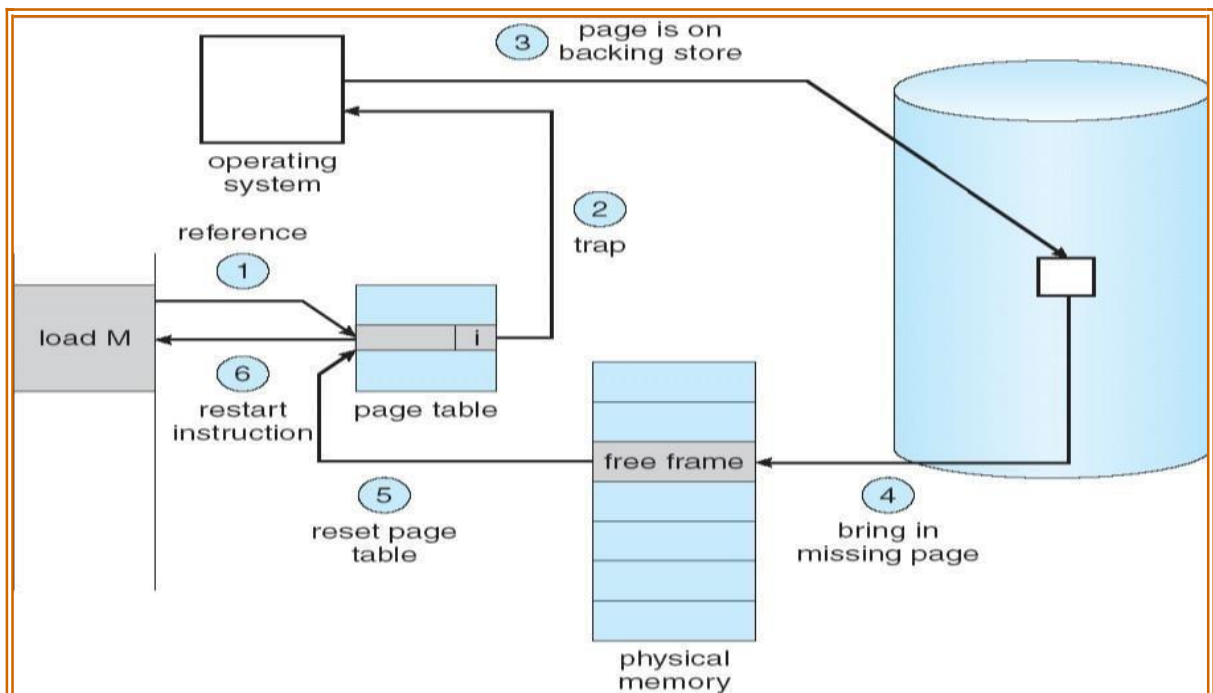 3
page is on
backing store
operating
system
2
trap
reference
1
load M
i
6
restart
instruction
page table
free frame
5
reset page
table
4
bring in
missing page
physical
memory